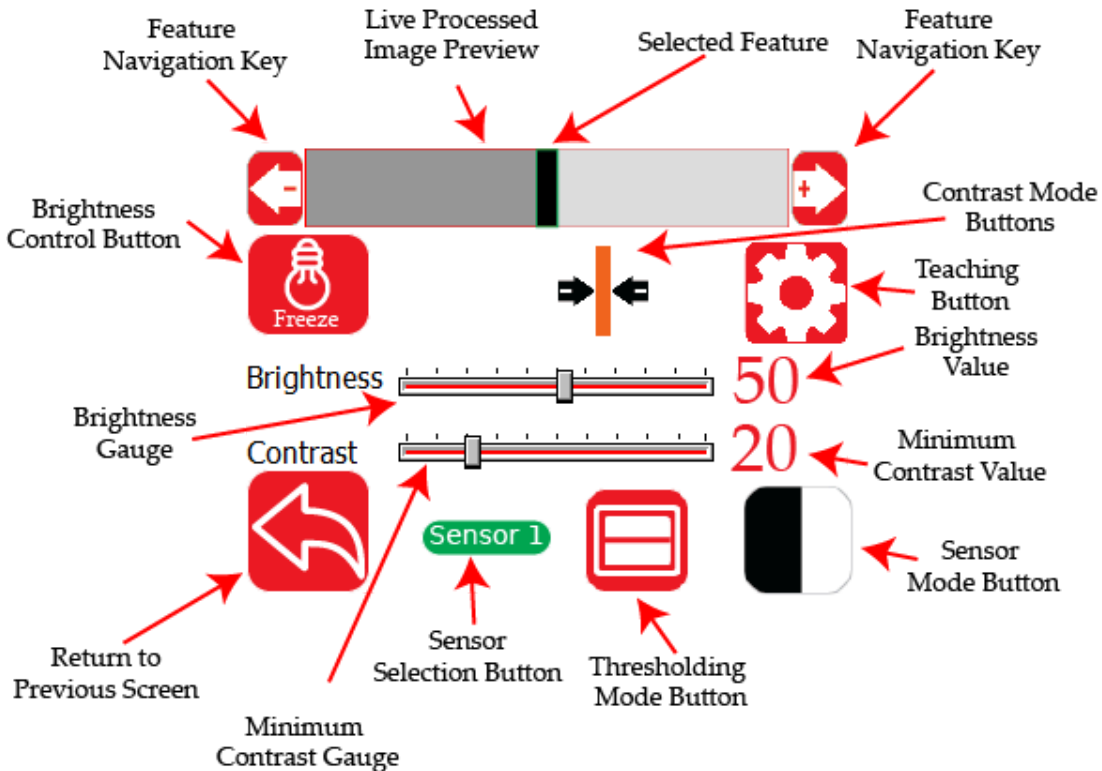 Feature
Navigation Key
Live Processed
Image Preview
Selected Feature
Feature
Navigation Key
-
+
Brightness
Control Button
Contrast Mode
Buttons
Freeze
Teaching
Button
Brightness
Value
Brightness
50
Brightness
Gauge
Contrast
20
Minimum
Contrast Value
Sensor 1
Sensor
Mode Button
Return to
Previous Screen
Sensor
Selection Button
Thresholding
Mode Button
Minimum
Contrast Gauge